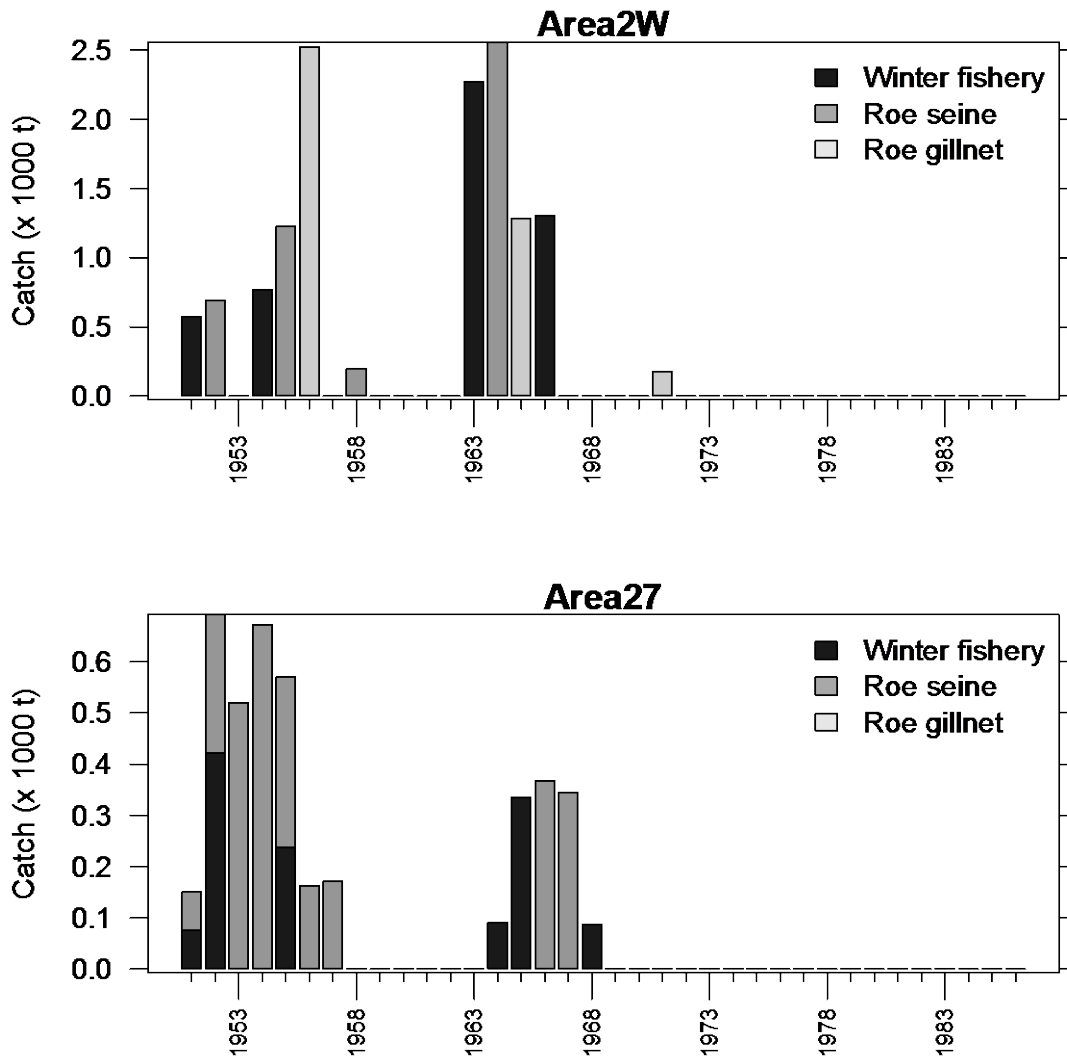 Area2W
Catch (x 1000 t)
2.5
2.0
1.5
1.0
0.5
0.0
Winter fishery
Roe seine
Roe gillnet
1953
1958
1963
1968
1973
1978
1983
Area27
Catch (x 1000 t)
0.6
0.5
0.4
0.3
0.2
0.1
0.0
Winter fishery
Roe seine
Roe gillnet
1953
1958
1963
1968
1973
1978
1983